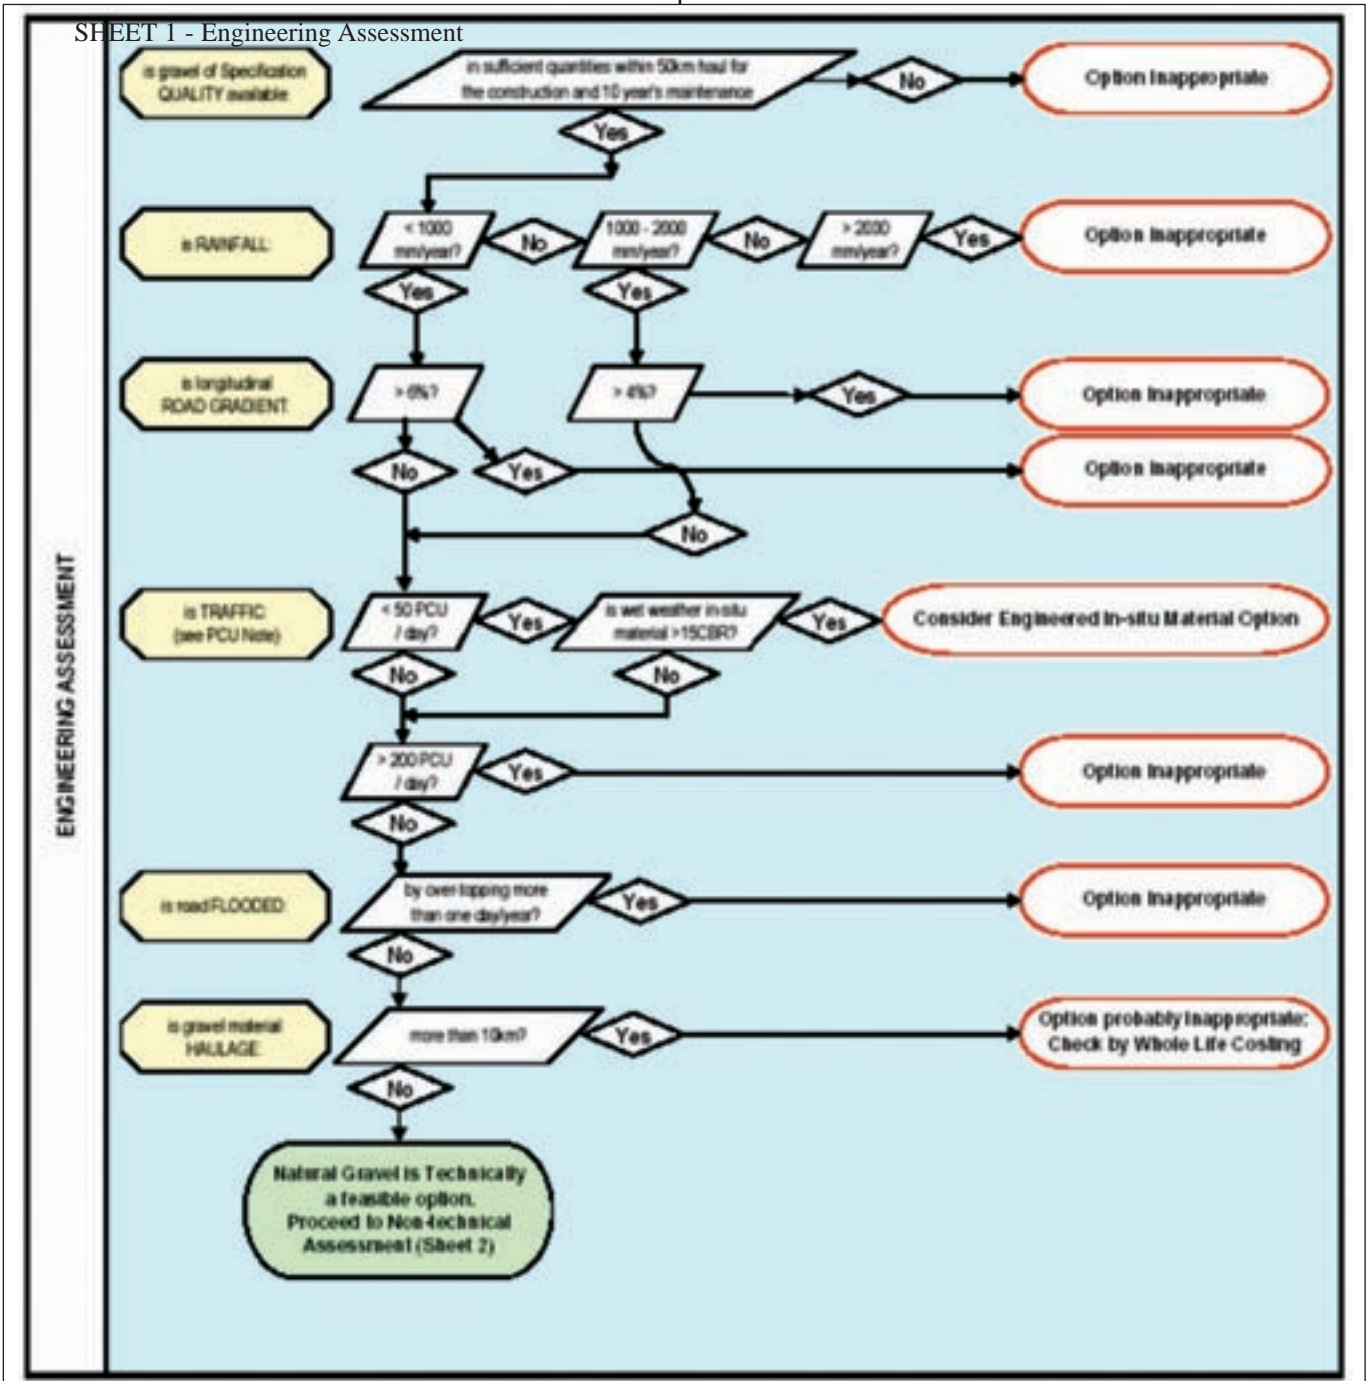 SHEET 1 - Engineering Assessment
ENGINEERING ASSESSMENT
is gravel of Specification
QUALITY available
in sufficient quantities within 50km haul for
the construction and 10 year's maintenance
No
Option Inappropriate
Yes
is RAINFALL:
< 1000
mm/year?
No
1000 - 2000
mm/year?
No
> 2000
mm/year?
Yes
Option Inappropriate
Yes
Yes
is longitudinal
ROAD GRADIENT:
> 6%?
> 4%?
Yes
Option Inappropriate
No
Yes
Option Inappropriate
No
is TRAFFIC:
(see PCU Note)
< 50 PCU
/ day?
Yes
is wet weather in-situ
material >15CBR?
Yes
Consider Engineered In-situ Material Option
No
No
> 200 PCU
/ day?
Yes
Option Inappropriate
No
is road FLOODED:
by over-topping more
than one day/year?
Yes
Option Inappropriate
No
is gravel material
HAULAGE:
more than 10km?
Yes
Option probably Inappropriate:
Check by Whole Life Costing
No
Natural Gravel is Technically
a feasible option.
Proceed to Non-technical
Assessment (Sheet 2)